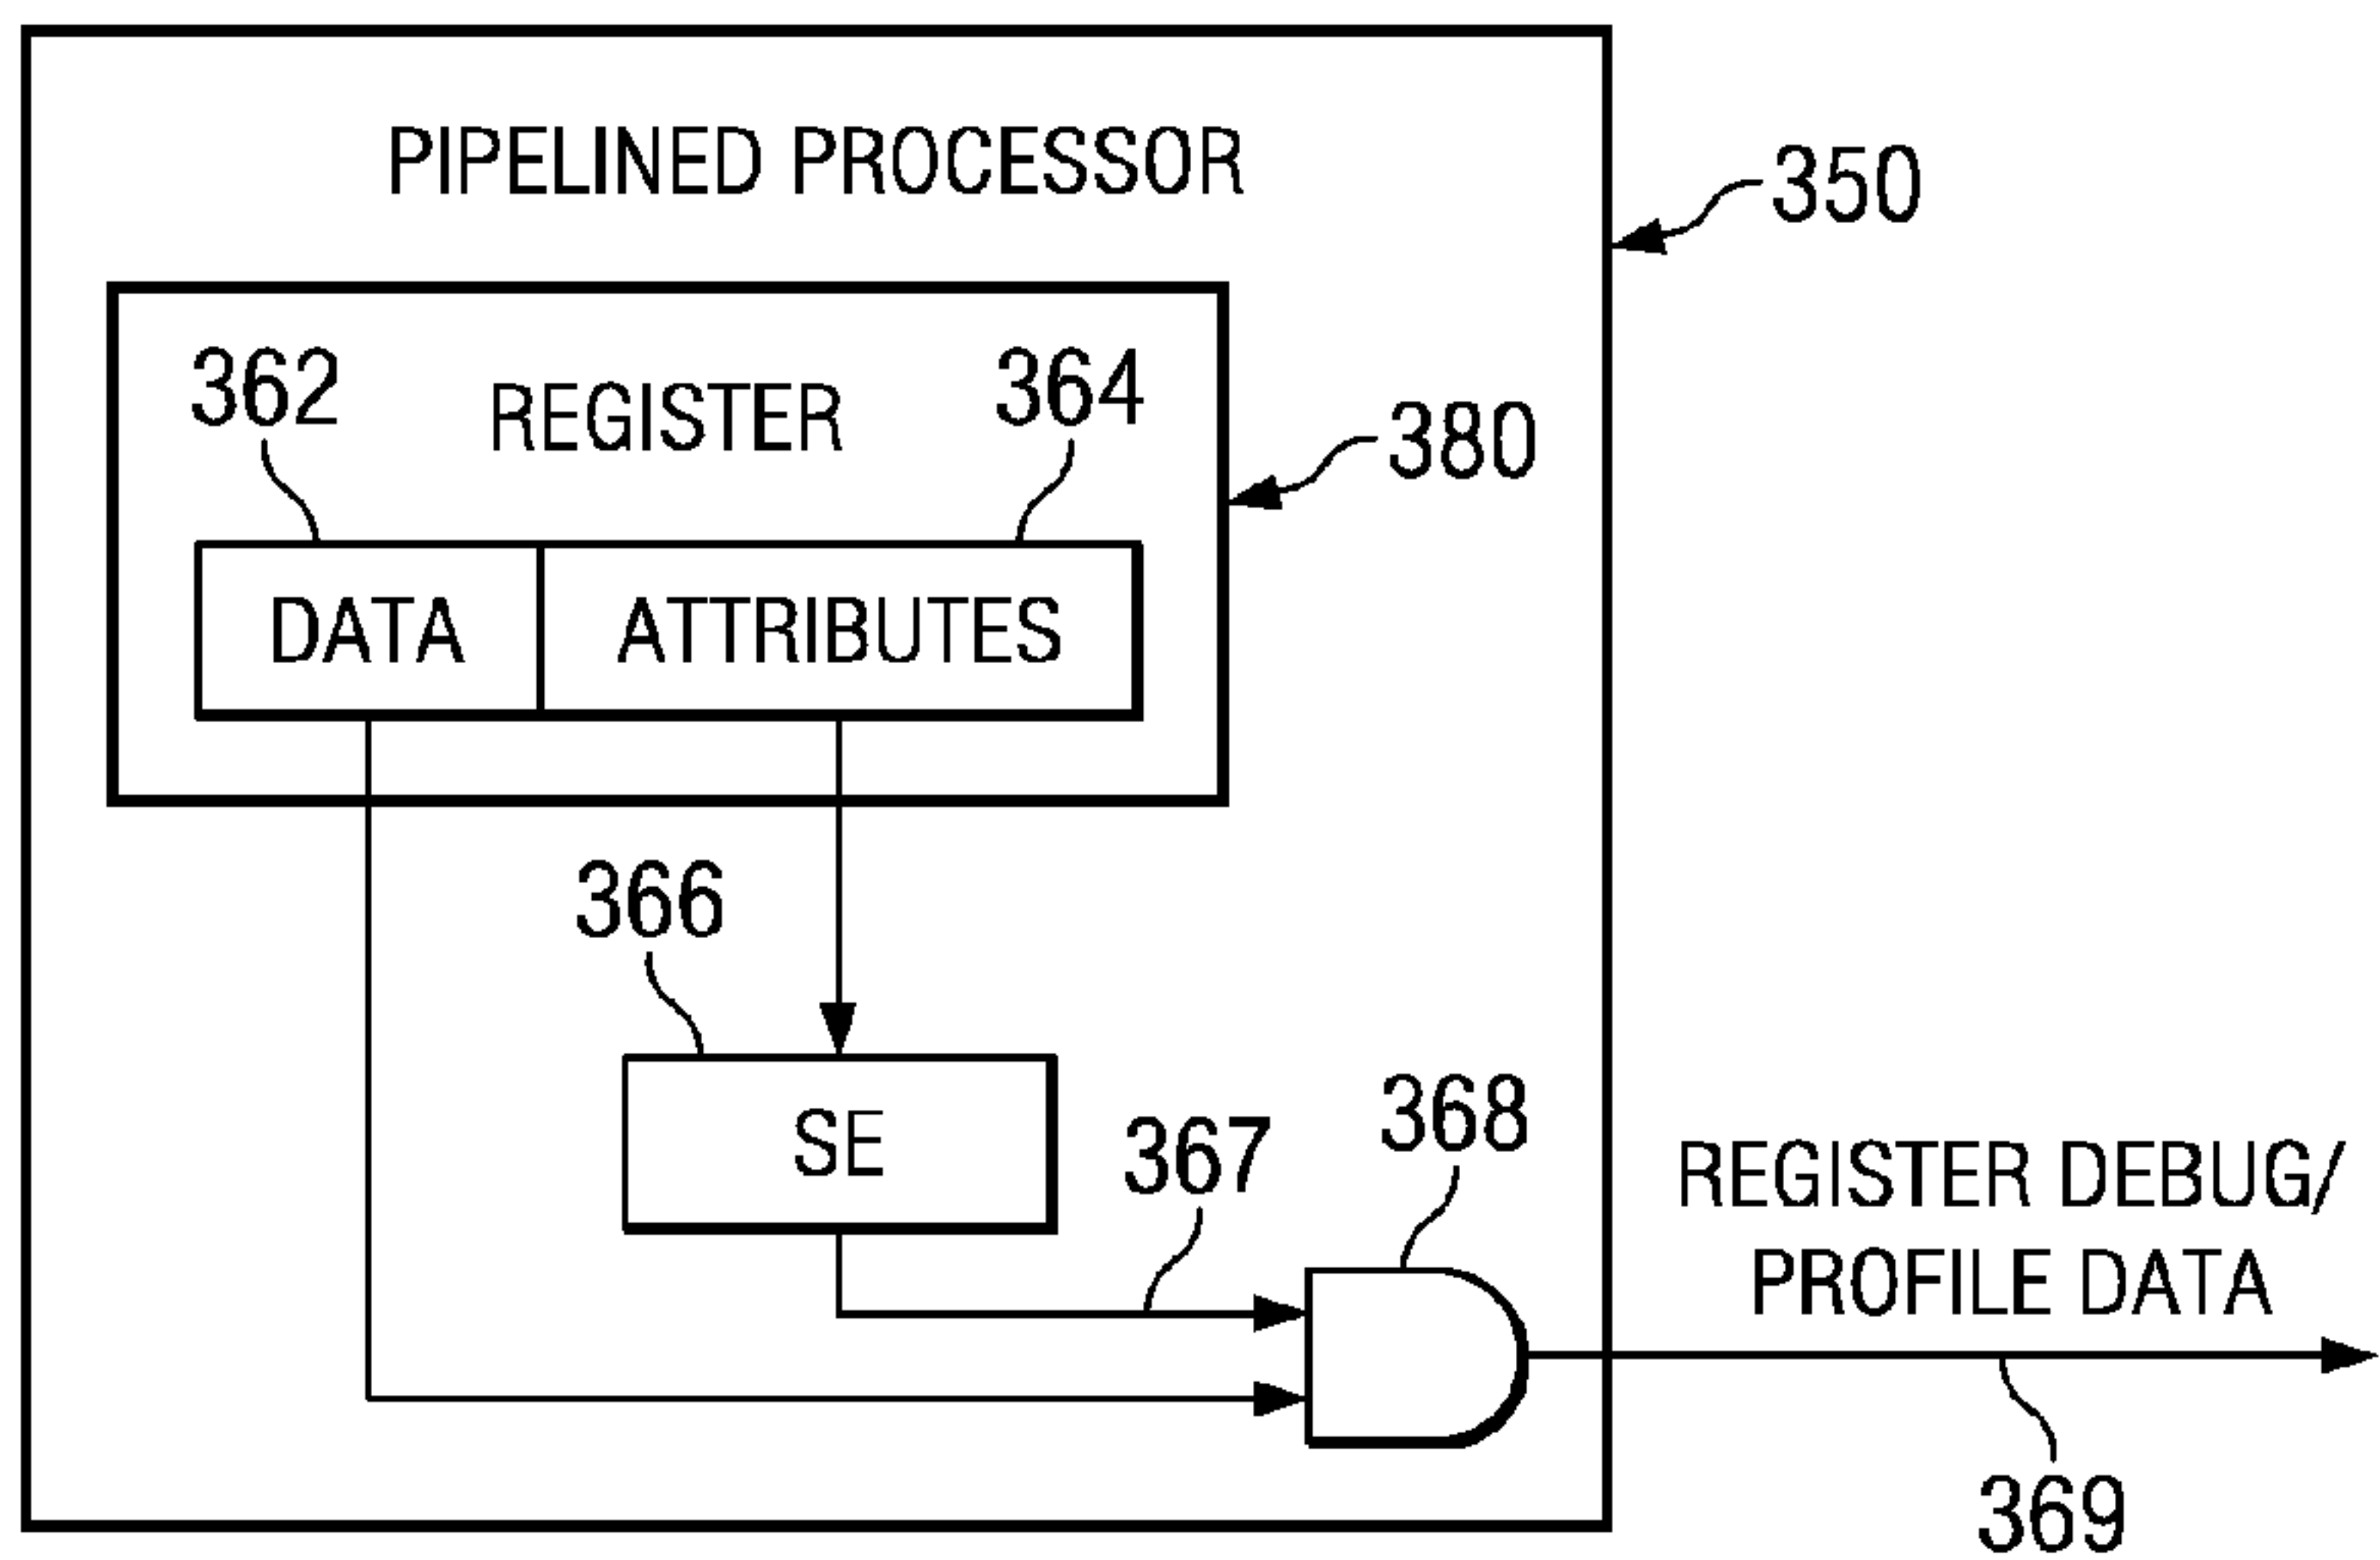 PIPELINED PROCESSOR
350
362
REGISTER
364
380
DATA
ATTRIBUTES
366
SE
367
368
REGISTER DEBUG/
PROFILE DATA
369